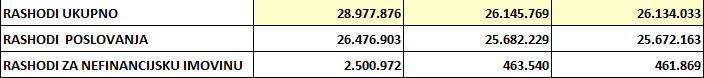 RASHODI UKUPNO 28.977.876 26.145.769 26.134.033
RASHODI POSLOVANJA 26.476.903 25.682.229 25.672.163
RASHODI ZA NEFINANCIJSKU IMOVINU 2.500.972 463.540 461.869